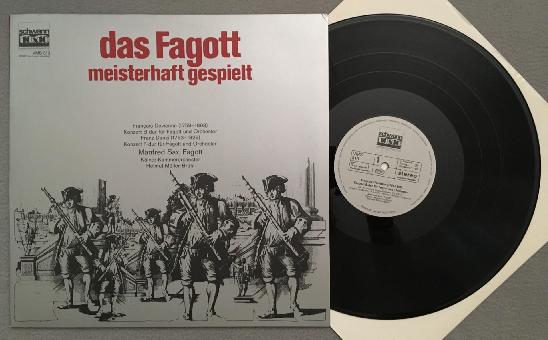 schwann
das Fagott
meisterhaft gespielt
François Devienne (1759–1803)
Konzert B-dur für Fagott und Orchester
Franz Danzi (1763–1826)
Konzert F-dur für Fagott und Orchester
Manfred Sax, Fagott
Kölner Kammerorchester
Helmut Müller-Brühl
schwann
STEREO